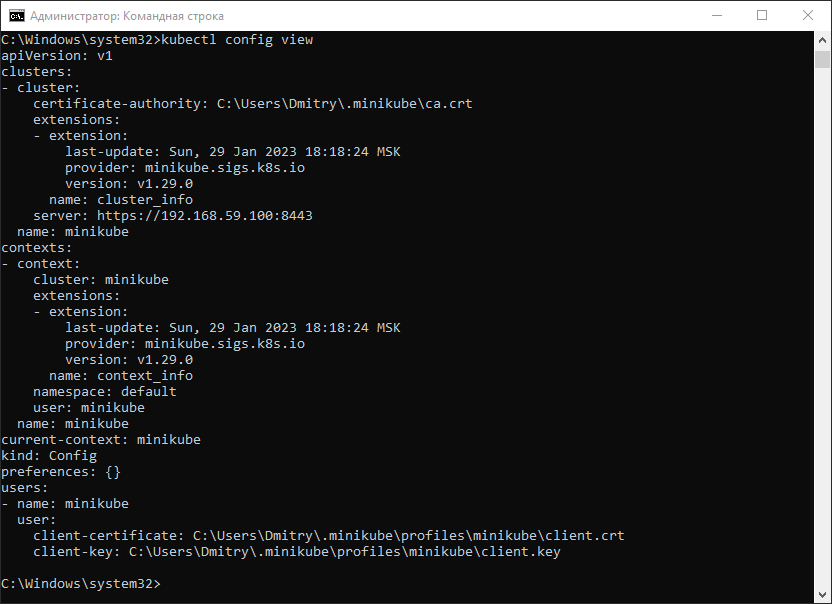 Администратор: Командная строка
C:\Windows\system32>kubectl config view
apiVersion: v1
clusters:
- cluster:
    certificate-authority: C:\Users\Dmitry\.minikube\ca.crt
    extensions:
    - extension:
        last-update: Sun, 29 Jan 2023 18:18:24 MSK
        provider: minikube.sigs.k8s.io
        version: v1.29.0
      name: cluster_info
    server: https://192.168.59.100:8443
  name: minikube
contexts:
- context:
    cluster: minikube
    extensions:
    - extension:
        last-update: Sun, 29 Jan 2023 18:18:24 MSK
        provider: minikube.sigs.k8s.io
        version: v1.29.0
      name: context_info
    namespace: default
    user: minikube
  name: minikube
current-context: minikube
kind: Config
preferences: {}
users:
- name: minikube
  user:
    client-certificate: C:\Users\Dmitry\.minikube\profiles\minikube\client.crt
    client-key: C:\Users\Dmitry\.minikube\profiles\minikube\client.key
C:\Windows\system32>